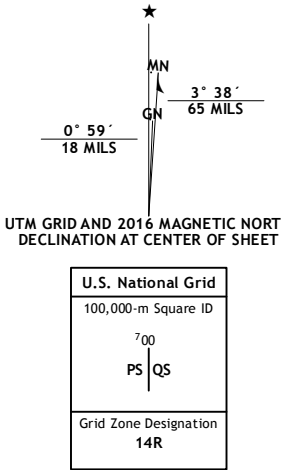 ★
MN
3° 38´
65 MILS
GN
0° 59´
18 MILS
UTM GRID AND 2016 MAGNETIC NORT
DECLINATION AT CENTER OF SHEET
U.S. National Grid
100,000-m Square ID
⁷00
PS QS
Grid Zone Designation
14R